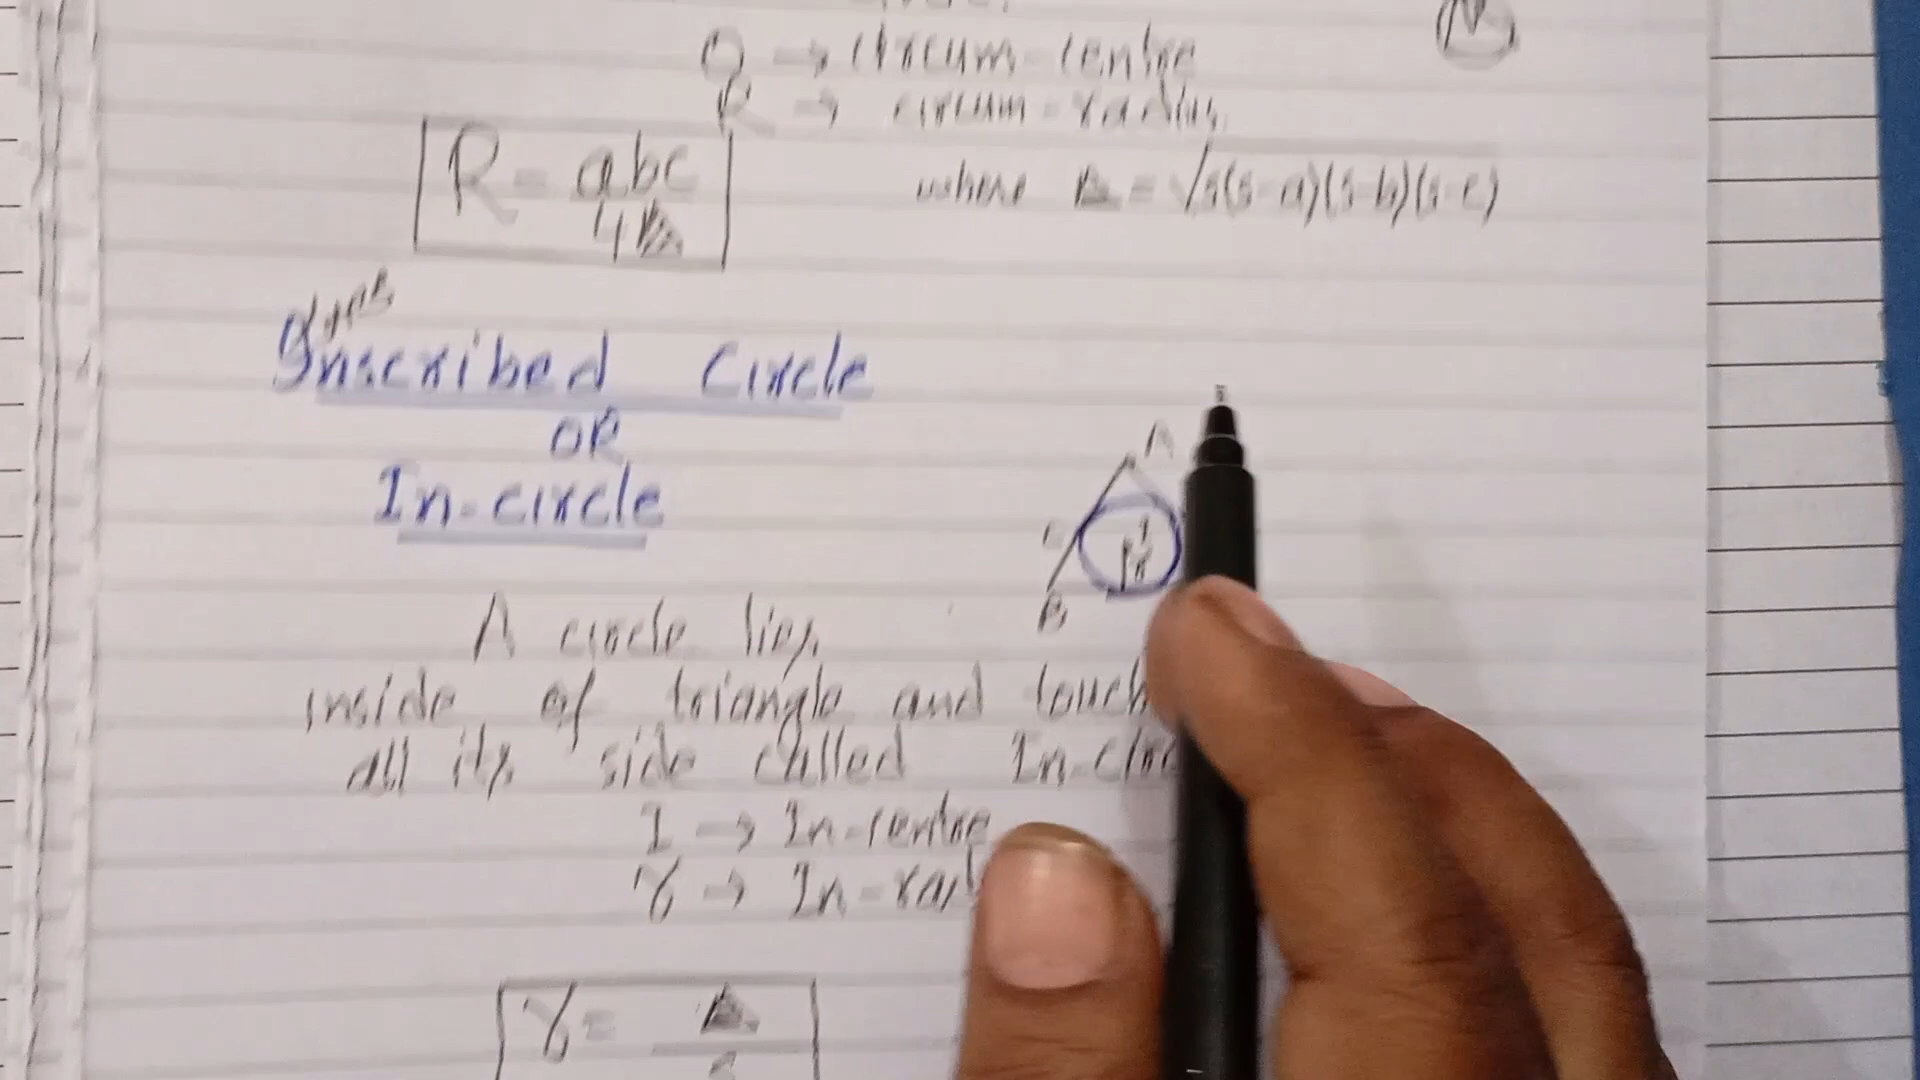 O → circum-centre
R → circum-radius.
R = abc
4Δ
where Δ = √s(s-a)(s-b)(s-c)
Inscribed Circle
OR
In-circle
A
I
r
c
B
A circle lies
inside of triangle and touch
all its side called In-circ
I → In-centre
r → In-rad
r = Δ
s